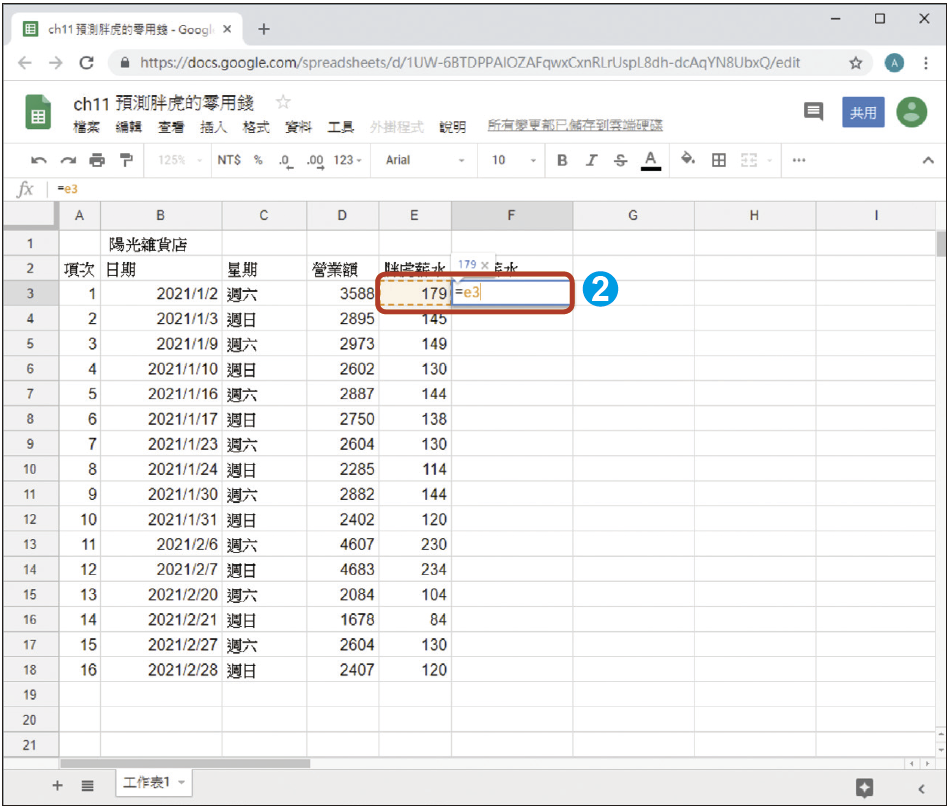 ch11 預測胖虎的零用錢 - Googl × +
https://docs.google.com/spreadsheets/d/1UW-6BTDPPAlOZAFqwxCxnRLrUspL8dh-dcAqYN8UbxQ/edit A
ch11 預測胖虎的零用錢
檔案 編輯 查看 插入 格式 資料 工具 外掛程式 說明 所有變更都已儲存到雲端硬碟 共用
125% NT$ % .0 .00 123 Arial 10 B I S A
fx =e3
A B C D E F G H I
1 陽光雜貨店
179 ×
2 項次 日期 星期 營業額 胖虎薪水 水
3 1 2021/1/2 週六 3588 179 =e3 2
4 2 2021/1/3 週日 2895 145
5 3 2021/1/9 週六 2973 149
6 4 2021/1/10 週日 2602 130
7 5 2021/1/16 週六 2887 144
8 6 2021/1/17 週日 2750 138
9 7 2021/1/23 週六 2604 130
10 8 2021/1/24 週日 2285 114
11 9 2021/1/30 週六 2882 144
12 10 2021/1/31 週日 2402 120
13 11 2021/2/6 週六 4607 230
14 12 2021/2/7 週日 4683 234
15 13 2021/2/20 週六 2084 104
16 14 2021/2/21 週日 1678 84
17 15 2021/2/27 週六 2604 130
18 16 2021/2/28 週日 2407 120
19
20
21
工作表1